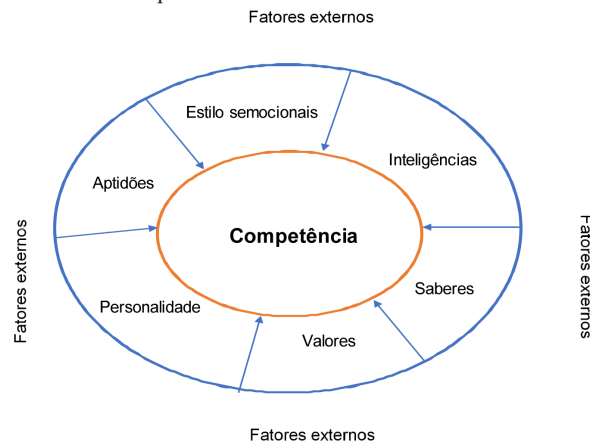 Fatores externos
Estilo semocionais
Inteligências
Aptidões
Competência
Fatores externos
Fatores externos
Saberes
Personalidade
Valores
Fatores externos